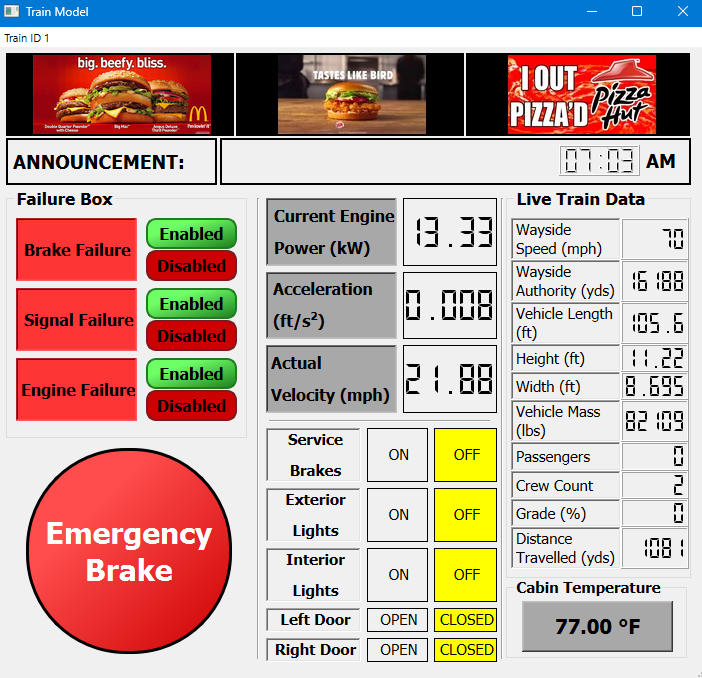 Train Model
Train ID 1
big. beefy. bliss.
Double Quarter Pounder
with Cheese
Big Mac
Angus Deluxe
Third Pounder
i'm lovin' it
TASTES LIKE BIRD
I OUT
PIZZA'D
Pizza
Hut
ANNOUNCEMENT:
07:03 AM
Failure Box
Brake Failure
Enabled
Disabled
Signal Failure
Enabled
Disabled
Engine Failure
Enabled
Disabled
Emergency
Brake
Current Engine
Power (kW)
13.33
Acceleration
(ft/s²)
0.008
Actual
Velocity (mph)
21.88
Service
Brakes
ON OFF
Exterior
Lights
ON OFF
Interior
Lights
ON OFF
Left Door OPEN CLOSED
Right Door OPEN CLOSED
Live Train Data
Wayside
Speed (mph)
70
Wayside
Authority (yds)
16188
Vehicle Length
(ft)
105.6
Height (ft) 11.22
Width (ft) 8.695
Vehicle Mass
(lbs)
82109
Passengers 0
Crew Count 2
Grade (%) 0
Distance
Travelled (yds)
1081
Cabin Temperature
77.00 °F